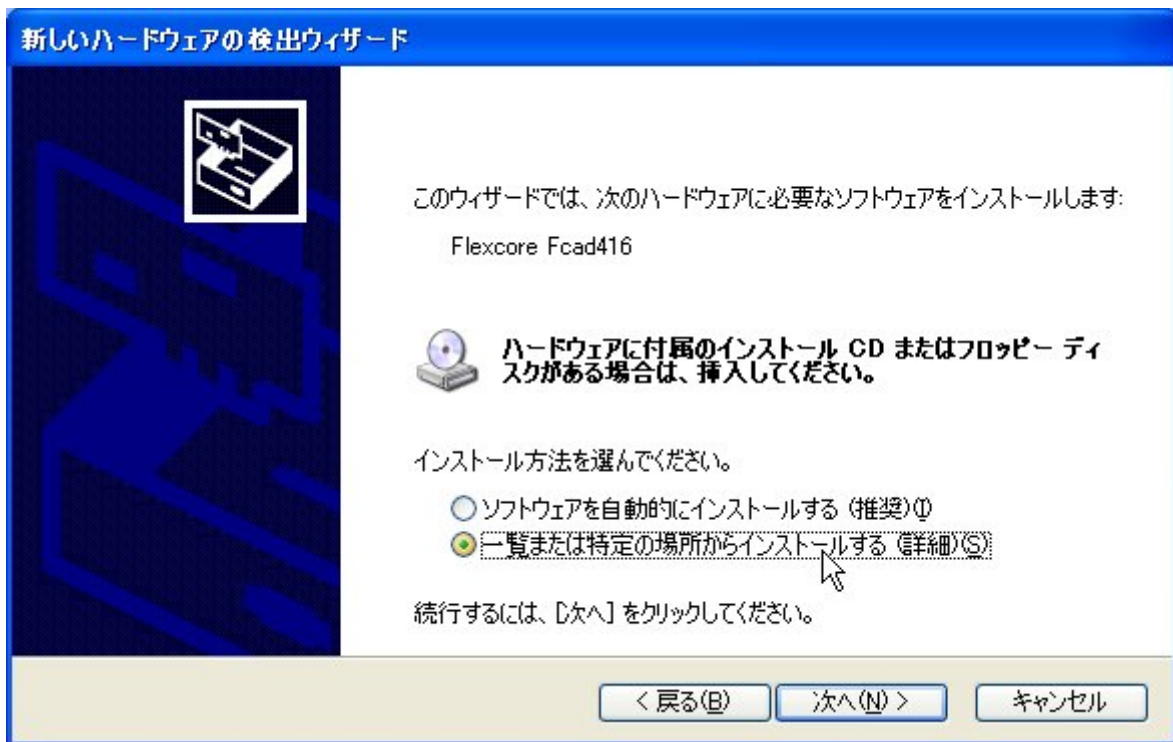 新しいハードウェアの検出ウィザード
このウィザードでは、次のハードウェアに必要なソフトウェアをインストールします:
Flexcore Fcad416
ハードウェアに付属のインストール CD またはフロッピー ディ
スクがある場合は、挿入してください。
インストール方法を選んでください。
ソフトウェアを自動的にインストールする (推奨)(I)
一覧または特定の場所からインストールする (詳細)(S)
続行するには、[次へ] をクリックしてください。
< 戻る(B)
次へ(N) >
キャンセル